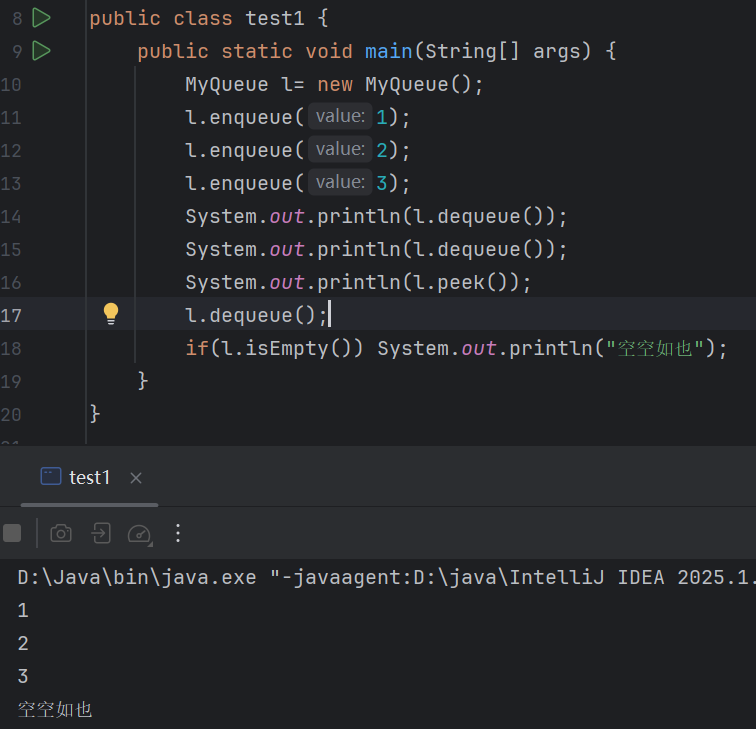 8 public class test1 {
9 public static void main(String[] args) {
10 MyQueue l= new MyQueue();
11 l.enqueue( value: 1);
12 l.enqueue( value: 2);
13 l.enqueue( value: 3);
14 System.out.println(l.dequeue());
15 System.out.println(l.dequeue());
16 System.out.println(l.peek());
17 l.dequeue();
18 if(l.isEmpty()) System.out.println("空空如也");
19 }
20 }
test1
D:\Java\bin\java.exe "-javaagent:D:\java\IntelliJ IDEA 2025.1.
1
2
3
空空如也